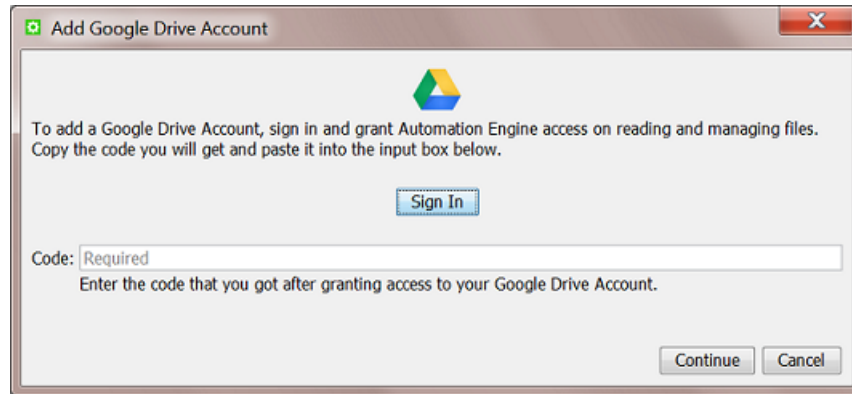 Add Google Drive Account
To add a Google Drive Account, sign in and grant Automation Engine access on reading and managing files.
Copy the code you will get and paste it into the input box below.
Sign In
Code: Required
Enter the code that you got after granting access to your Google Drive Account.
Continue Cancel